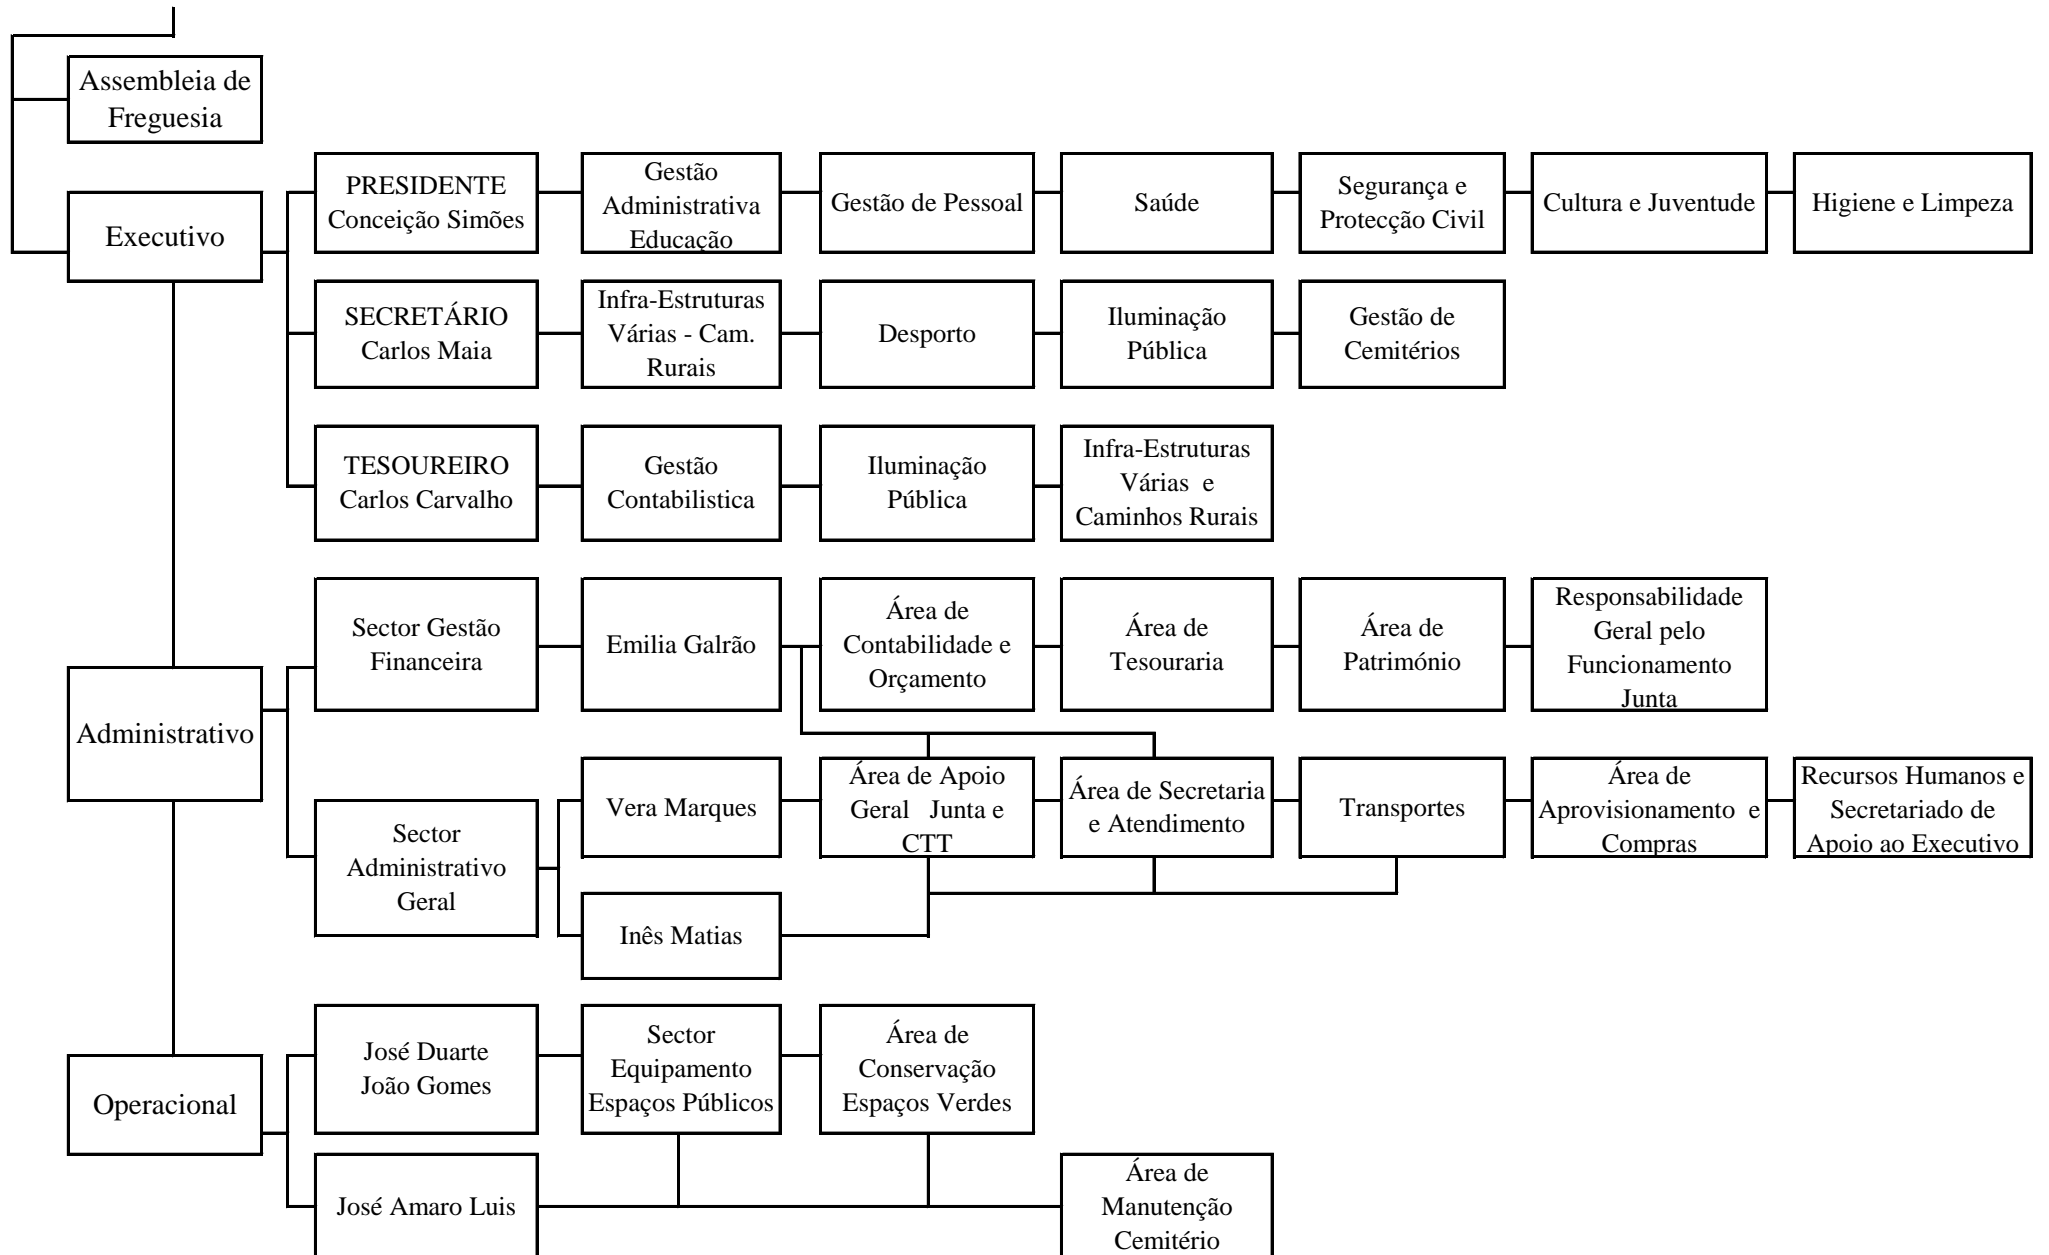 Assembleia de
Freguesia
Executivo
PRESIDENTE
Conceição Simões
Gestão
Administrativa
Educação
Gestão de Pessoal
Saúde
Segurança e
Protecção Civil
Cultura e Juventude
Higiene e Limpeza
SECRETÁRIO
Carlos Maia
Infra-Estruturas
Várias - Cam.
Rurais
Desporto
Iluminação
Pública
Gestão de
Cemitérios
TESOUREIRO
Carlos Carvalho
Gestão
Contabilistica
Iluminação
Pública
Infra-Estruturas
Várias e
Caminhos Rurais
Administrativo
Sector Gestão
Financeira
Emilia Galrão
Área de
Contabilidade e
Orçamento
Área de
Tesouraria
Área de
Património
Responsabilidade
Geral pelo
Funcionamento
Junta
Sector
Administrativo
Geral
Vera Marques
Área de Apoio
Geral Junta e
CTT
Área de Secretaria
e Atendimento
Transportes
Área de
Aprovisionamento e
Compras
Recursos Humanos e
Secretariado de
Apoio ao Executivo
Inês Matias
Operacional
José Duarte
João Gomes
Sector
Equipamento
Espaços Públicos
Área de
Conservação
Espaços Verdes
José Amaro Luis
Área de
Manutenção
Cemitério